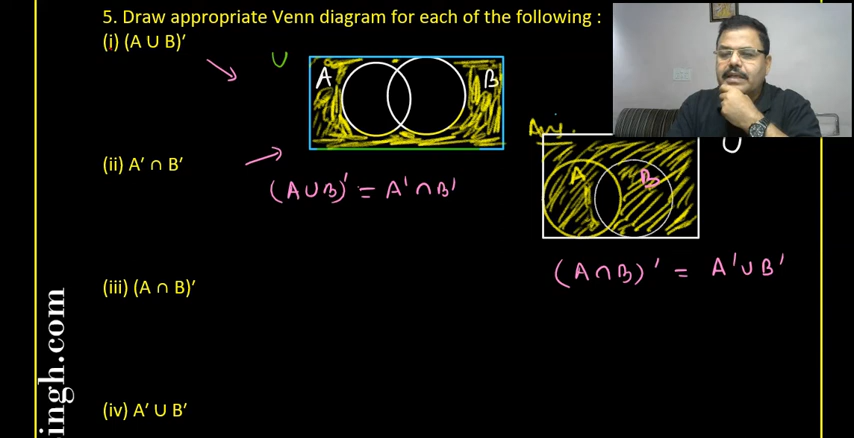 5. Draw appropriate Venn diagram for each of the following :
(i) (A ∪ B)′
U
A
B
Ans.
U
(ii) A′ ∩ B′
(A ∪ B)′ = A′ ∩ B′
A
B
(A ∩ B)′ = A′ ∪ B′
(iii) (A ∩ B)′
(iv) A′ ∪ B′
ingh.com